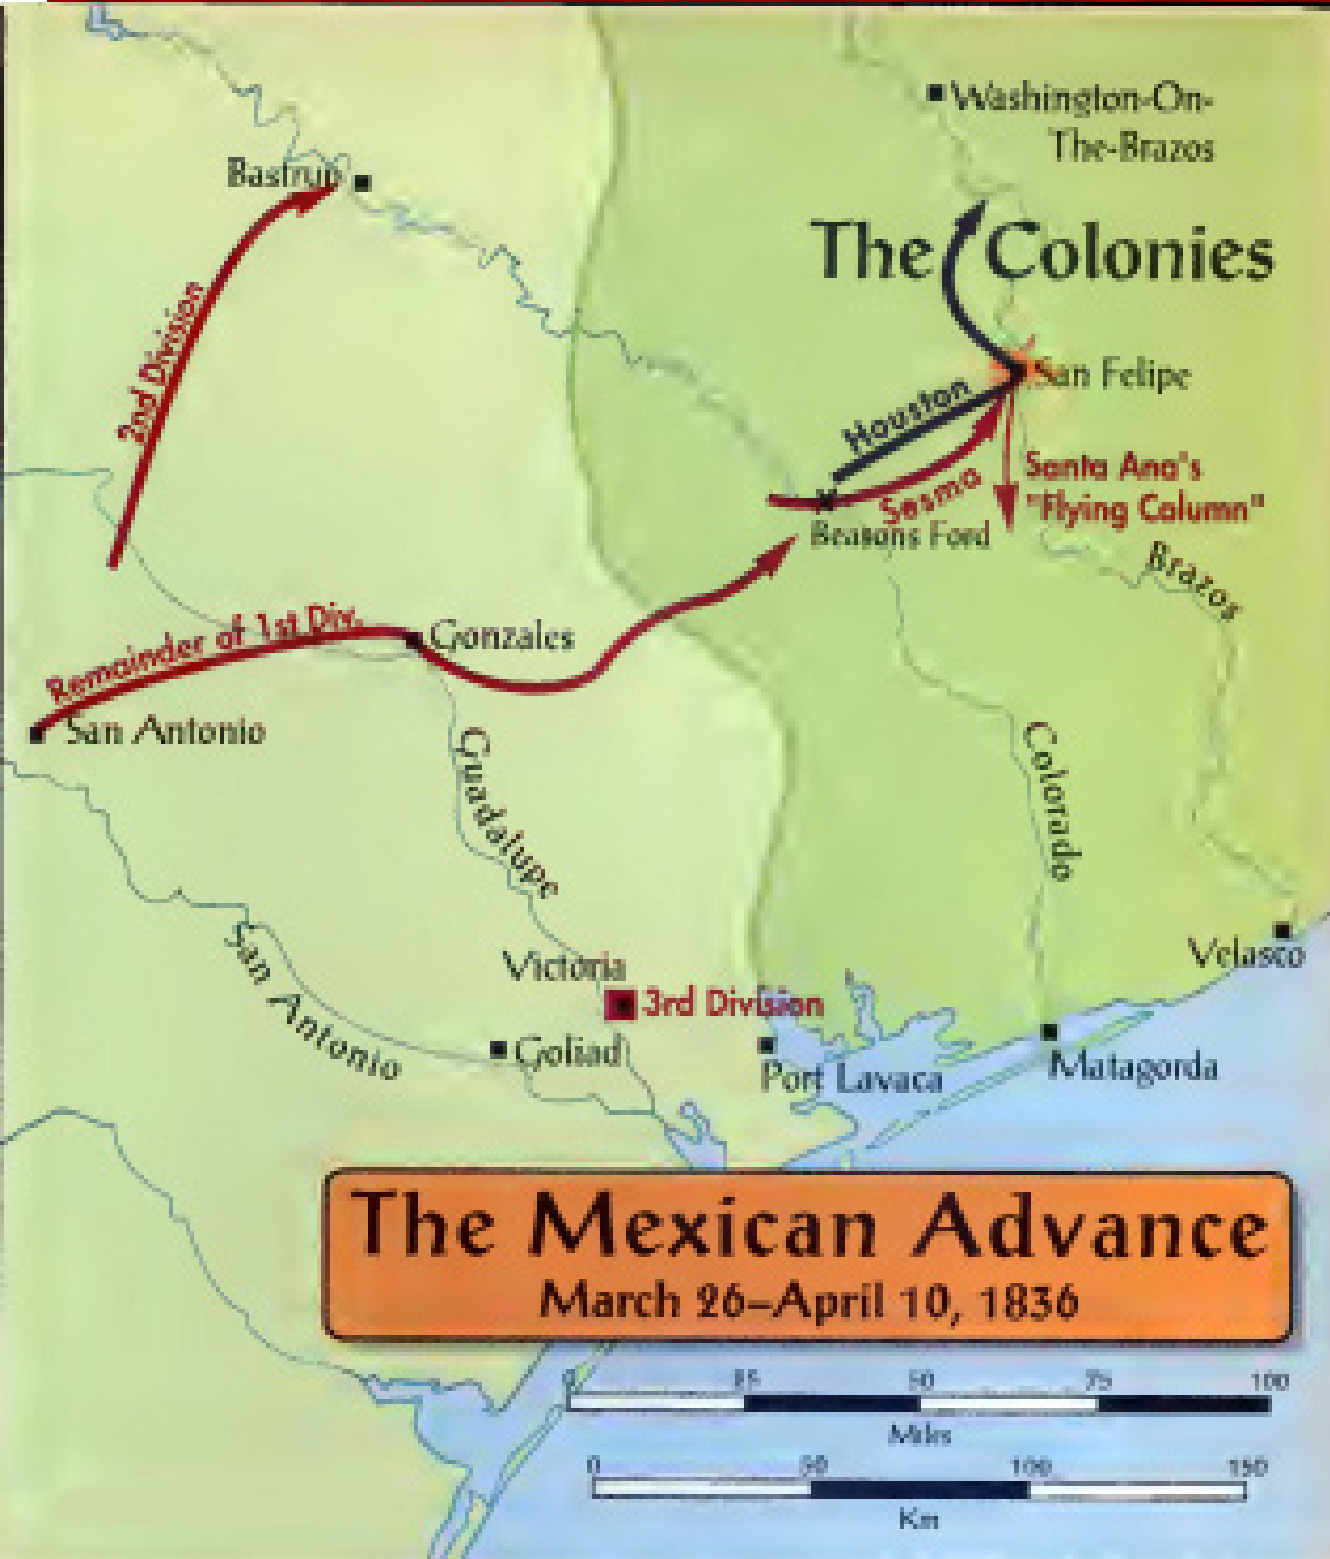 Washington-On-
The-Brazos
Bastrup
The Colonies
2nd Division
San Felipe
Houston
Santa Ana's
"Flying Column"
Sesma
Beasons Ford
Brazos
Remainder of 1st Div.
Gonzales
San Antonio
Guadalupe
Colorado
San Antonio
Victoria
Velasco
3rd Division
Goliad
Port Lavaca
Matagorda
The Mexican Advance
March 26–April 10, 1836
0 25 50 75 100
Miles
0 50 100 150
Km